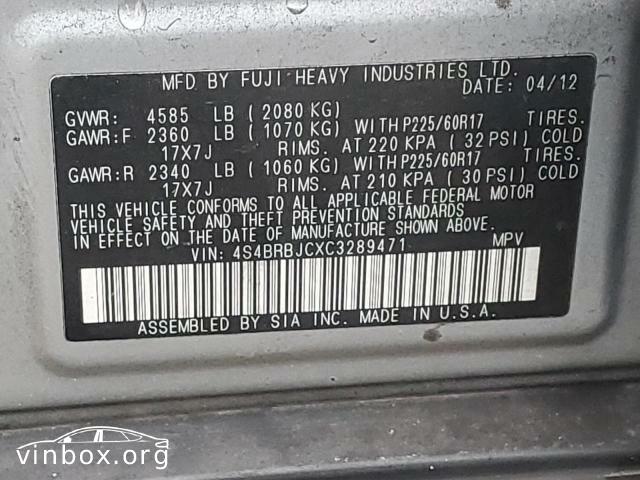 MFD BY FUJI HEAVY INDUSTRIES LTD.
DATE: 04/12
GVWR: 4585 LB (2080 KG)
GAWR:F 2360 LB (1070 KG) WITH P225/60R17 TIRES.
17X7J RIMS. AT 220 KPA (32 PSI) COLD
GAWR:R 2340 LB (1060 KG) WITH P225/60R17 TIRES.
17X7J RIMS. AT 210 KPA (30 PSI) COLD
THIS VEHICLE CONFORMS TO ALL APPLICABLE FEDERAL MOTOR
VEHICLE SAFETY AND THEFT PREVENTION STANDARDS
IN EFFECT ON THE DATE OF MANUFACTURE SHOWN ABOVE.
VIN: 4S4BRBJCXC3289471 MPV
ASSEMBLED BY SIA INC. MADE IN U.S.A.
vinbox.org